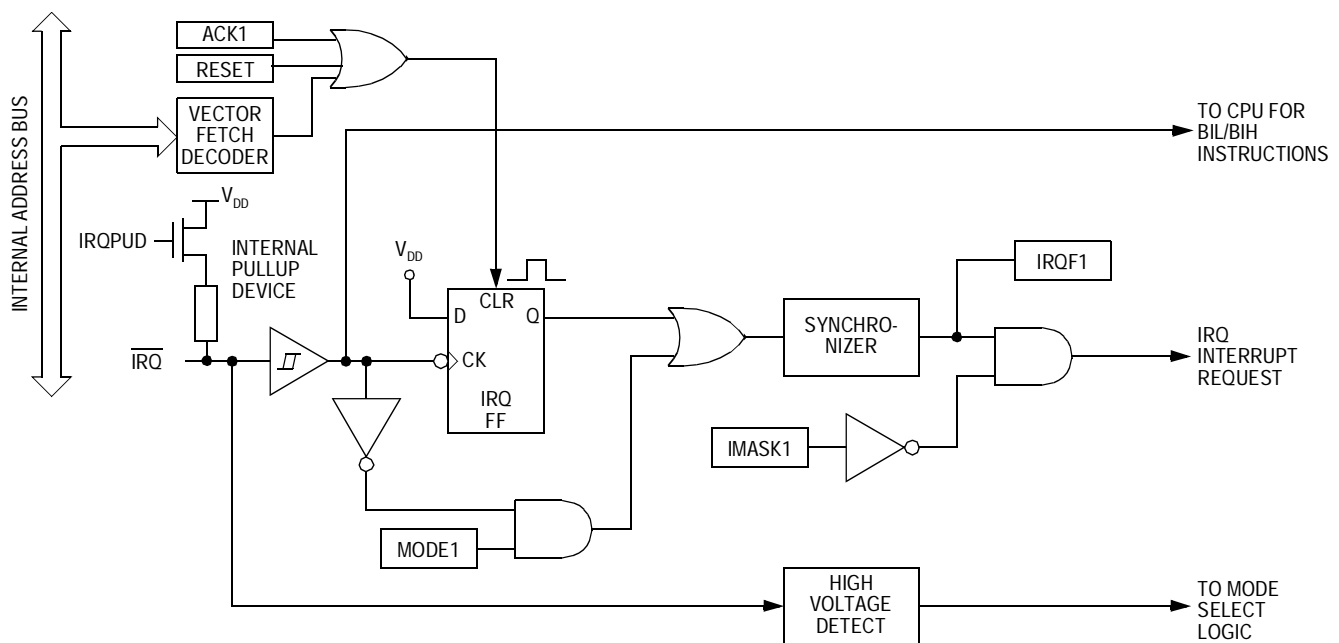 INTERNAL ADDRESS BUS
ACK1
RESET
VECTOR
FETCH
DECODER
TO CPU FOR
BIL/BIH
INSTRUCTIONS
VDD
IRQPUD
INTERNAL
PULLUP
DEVICE
VDD
CLR
D
Q
CK
IRQ
FF
IRQ
SYNCHRO-
NIZER
IRQF1
IRQ
INTERRUPT
REQUEST
IMASK1
MODE1
HIGH
VOLTAGE
DETECT
TO MODE
SELECT
LOGIC